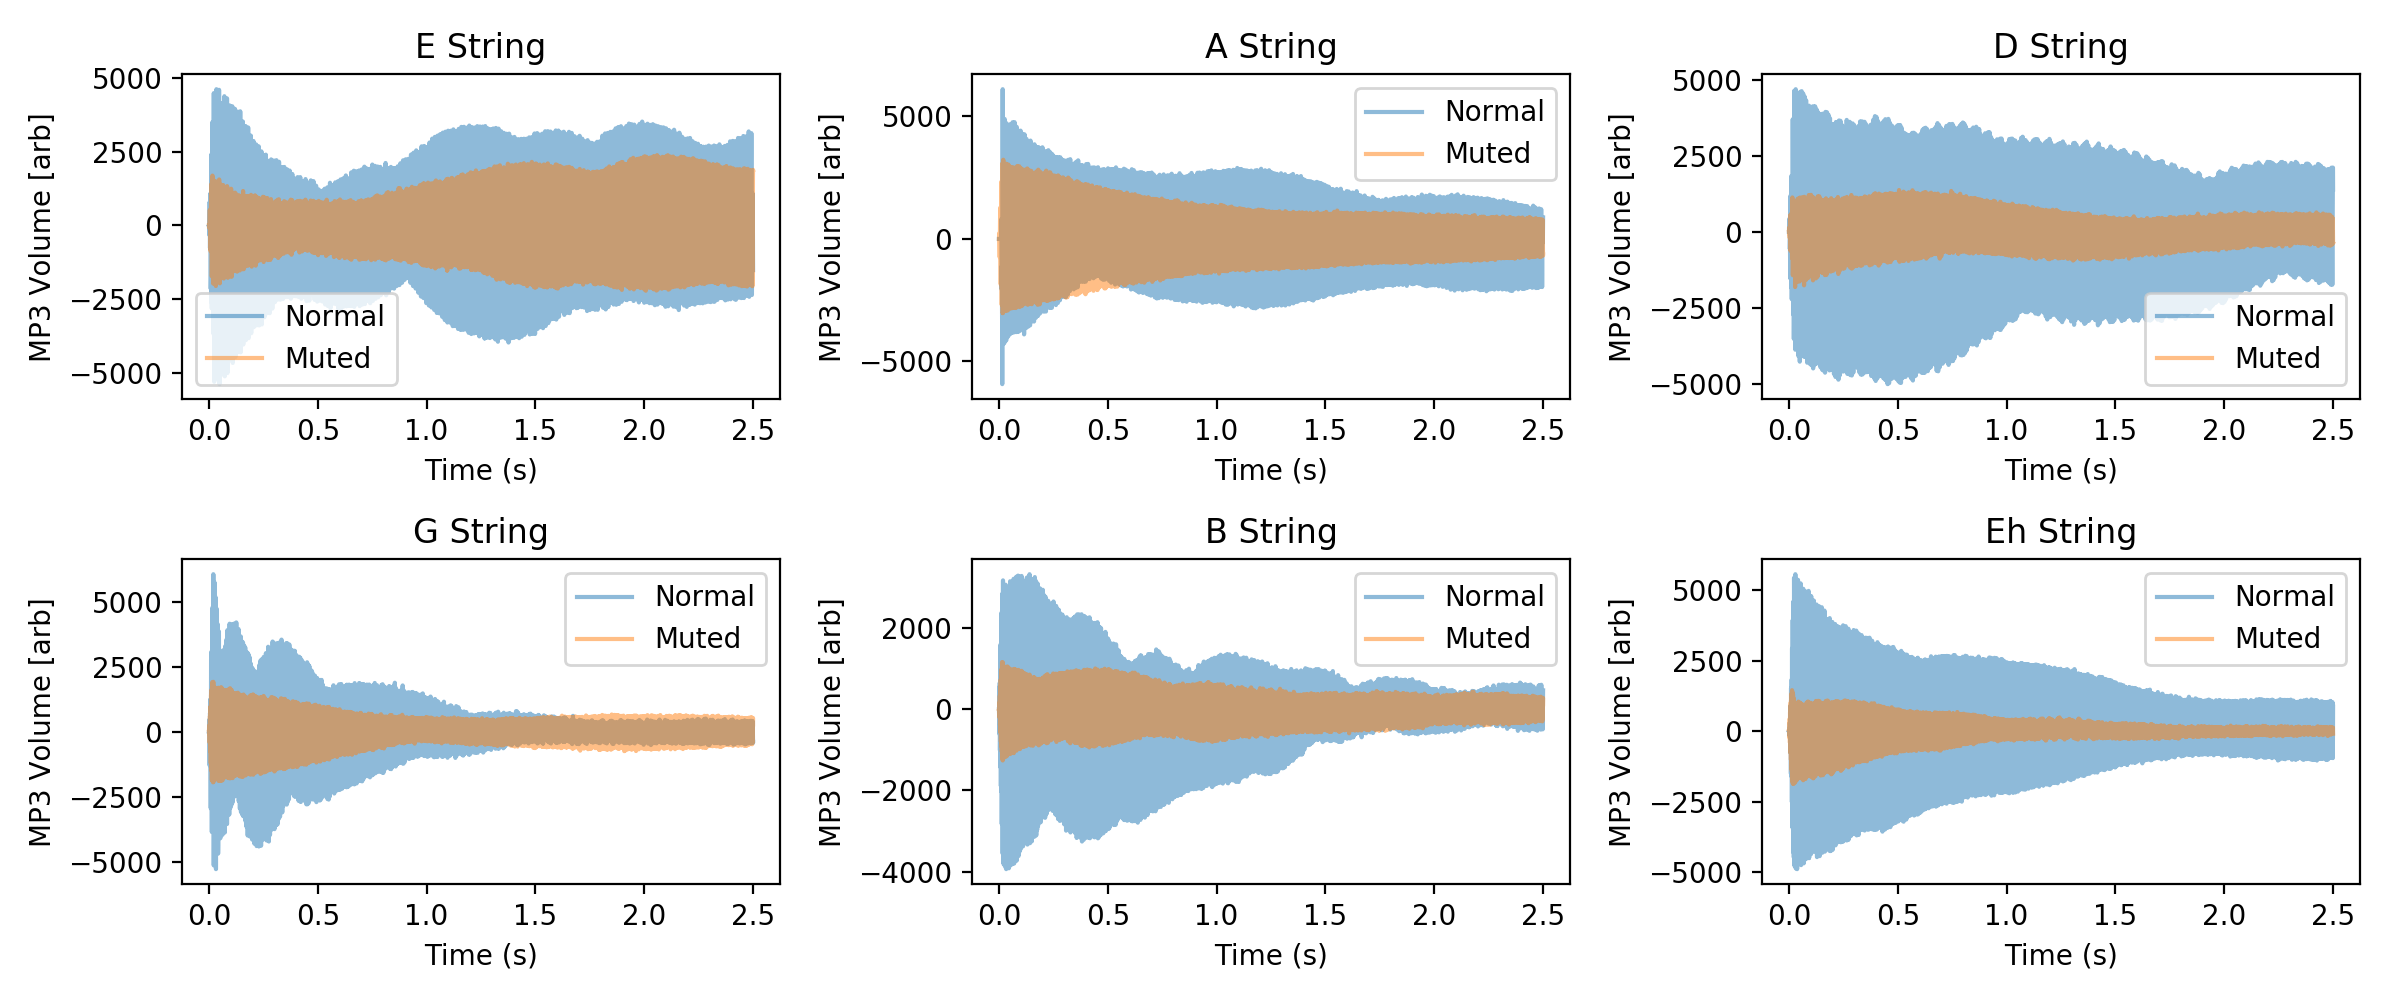 E String
MP3 Volume [arb]
5000
2500
0
−2500
−5000
Normal
Muted
0.0 0.5 1.0 1.5 2.0 2.5
Time (s)
A String
MP3 Volume [arb]
5000
0
−5000
Normal
Muted
0.0 0.5 1.0 1.5 2.0 2.5
Time (s)
D String
MP3 Volume [arb]
5000
2500
0
−2500
−5000
Normal
Muted
0.0 0.5 1.0 1.5 2.0 2.5
Time (s)
G String
MP3 Volume [arb]
5000
2500
0
−2500
−5000
Normal
Muted
0.0 0.5 1.0 1.5 2.0 2.5
Time (s)
B String
MP3 Volume [arb]
2000
0
−2000
−4000
Normal
Muted
0.0 0.5 1.0 1.5 2.0 2.5
Time (s)
Eh String
MP3 Volume [arb]
5000
2500
0
−2500
−5000
Normal
Muted
0.0 0.5 1.0 1.5 2.0 2.5
Time (s)